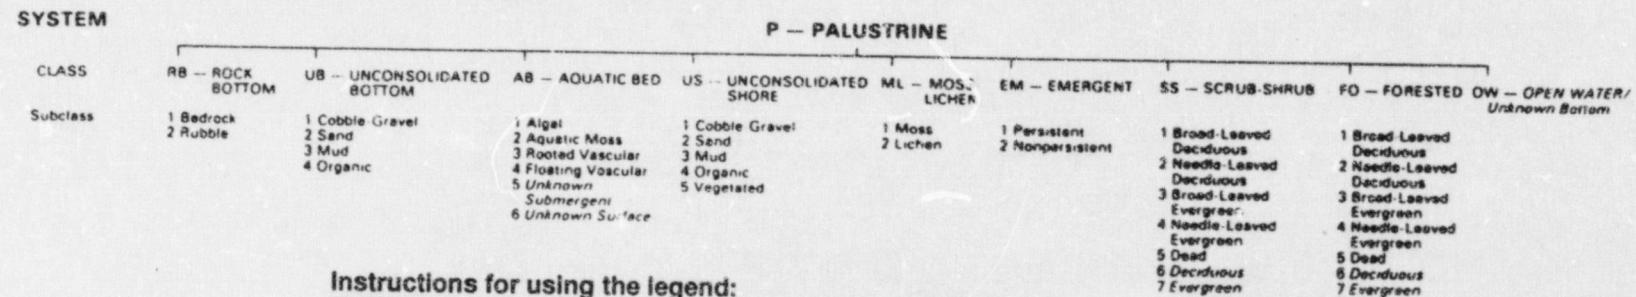 SYSTEM
P — PALUSTRINE
CLASS
RB — ROCK
BOTTOM
UB — UNCONSOLIDATED
BOTTOM
AB — AQUATIC BED
US — UNCONSOLIDATED
SHORE
ML — MOSS
LICHEN
EM — EMERGENT
SS — SCRUB-SHRUB
FO — FORESTED
OW — OPEN WATER/
Unknown Bottom
Subclass
1 Bedrock
2 Rubble
1 Cobble-Gravel
2 Sand
3 Mud
4 Organic
1 Algal
2 Aquatic Moss
3 Rooted Vascular
4 Floating Vascular
5 Unknown
Submergent
6 Unknown Surface
1 Cobble Gravel
2 Sand
3 Mud
4 Organic
5 Vegetated
1 Moss
2 Lichen
1 Persistent
2 Nonpersistent
1 Broad-Leaved
Deciduous
2 Needle-Leaved
Deciduous
3 Broad-Leaved
Evergreen
4 Needle-Leaved
Evergreen
5 Dead
6 Deciduous
7 Evergreen
1 Broad-Leaved
Deciduous
2 Needle-Leaved
Deciduous
3 Broad-Leaved
Evergreen
4 Needle-Leaved
Evergreen
5 Dead
6 Deciduous
7 Evergreen
Instructions for using the legend: